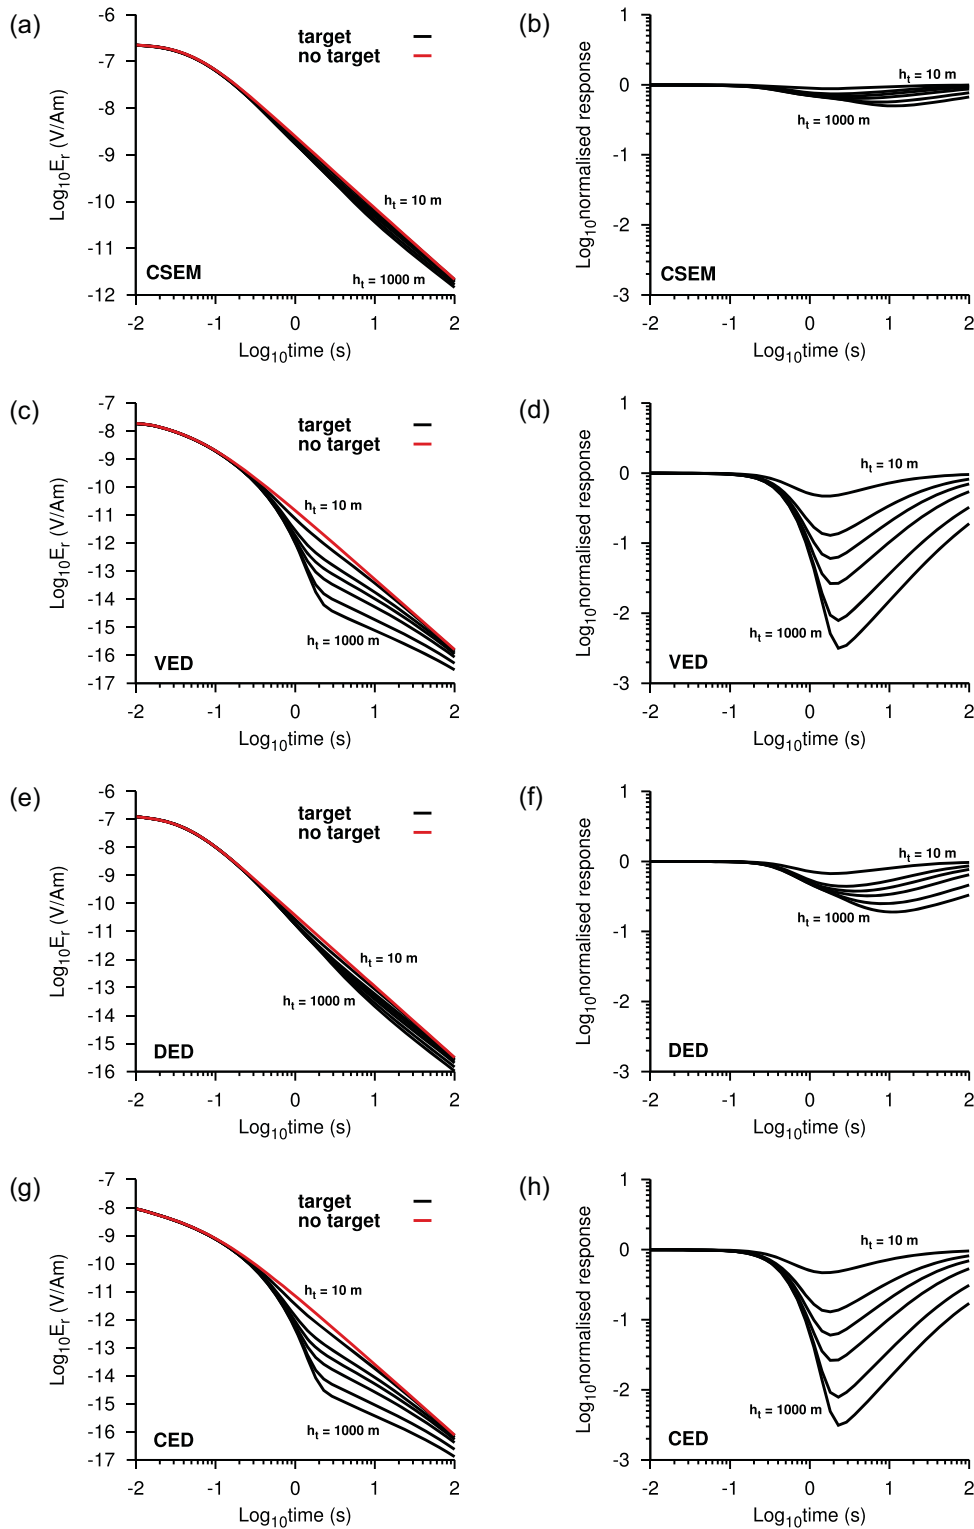 (a)
-6
-7
-8
-9
-10
-11
-12
Log10Er (V/Am)
target
no target
ht = 10 m
ht = 1000 m
CSEM
-2 -1 0 1 2
Log10time (s)
(b)
1
0
-1
-2
-3
Log10normalised response
ht = 10 m
ht = 1000 m
CSEM
-2 -1 0 1 2
Log10time (s)
(c)
-7
-8
-9
-10
-11
-12
-13
-14
-15
-16
-17
Log10Er (V/Am)
target
no target
ht = 10 m
ht = 1000 m
VED
-2 -1 0 1 2
Log10time (s)
(d)
1
0
-1
-2
-3
Log10normalised response
ht = 10 m
ht = 1000 m
VED
-2 -1 0 1 2
Log10time (s)
(e)
-6
-7
-8
-9
-10
-11
-12
-13
-14
-15
-16
Log10Er (V/Am)
target
no target
ht = 10 m
ht = 1000 m
DED
-2 -1 0 1 2
Log10time (s)
(f)
1
0
-1
-2
-3
Log10normalised response
ht = 10 m
ht = 1000 m
DED
-2 -1 0 1 2
Log10time (s)
(g)
-7
-8
-9
-10
-11
-12
-13
-14
-15
-16
-17
Log10Er (V/Am)
target
no target
ht = 10 m
ht = 1000 m
CED
-2 -1 0 1 2
Log10time (s)
(h)
1
0
-1
-2
-3
Log10normalised response
ht = 10 m
ht = 1000 m
CED
-2 -1 0 1 2
Log10time (s)